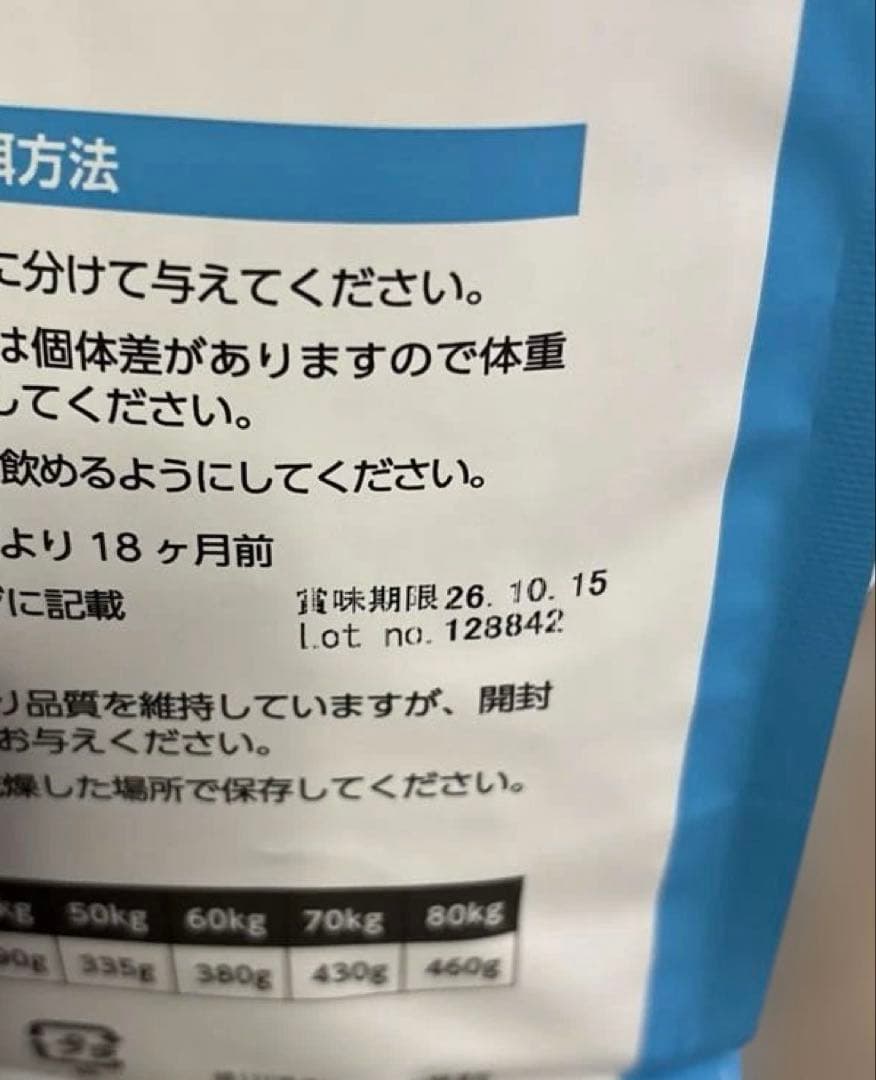 方法
に分けて与えてください。
は個体差がありますので体重
してください。
飲めるようにしてください。
より 18 ヶ月前
に記載
賞味期限 26. 10. 15
Lot no. 128842
り品質を維持していますが、開封
お与えください。
燥した場所で保存してください。
kg 50kg 60kg 70kg 80kg
90g 335g 380g 430g 460g